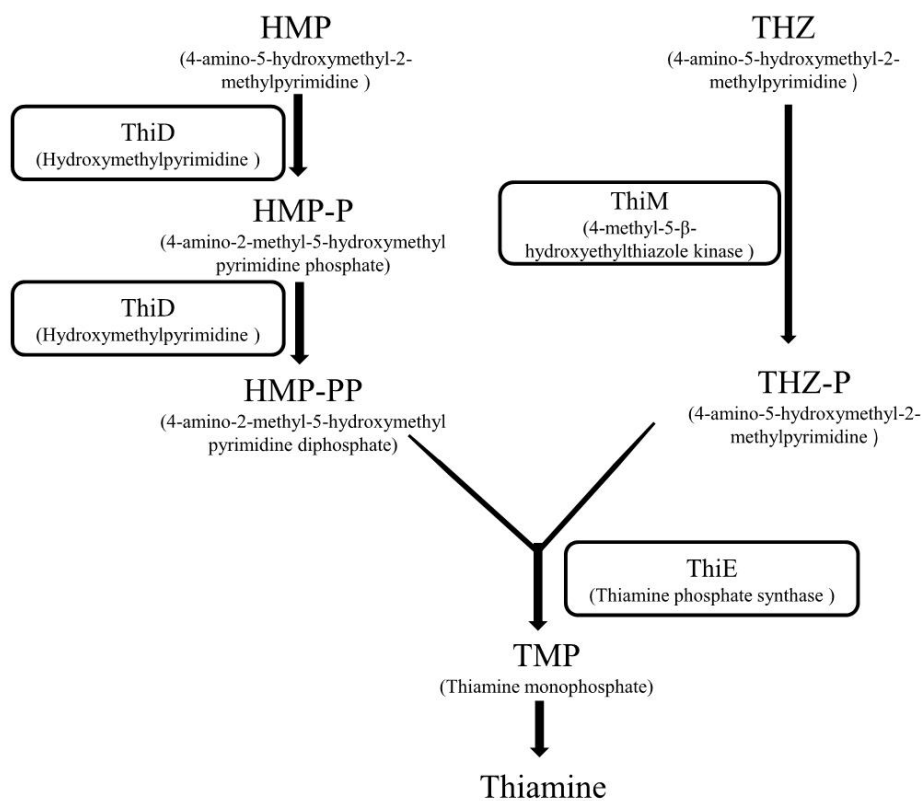 HMP
(4-amino-5-hydroxymethyl-2-
methylpyrimidine )
ThiD
(Hydroxymethylpyrimidine )
HMP-P
(4-amino-2-methyl-5-hydroxymethyl
pyrimidine phosphate)
ThiD
(Hydroxymethylpyrimidine )
HMP-PP
(4-amino-2-methyl-5-hydroxymethyl
pyrimidine diphosphate)
THZ
(4-amino-5-hydroxymethyl-2-
methylpyrimidine )
ThiM
(4-methyl-5-β-
hydroxyethylthiazole kinase )
THZ-P
(4-amino-5-hydroxymethyl-2-
methylpyrimidine )
ThiE
(Thiamine phosphate synthase )
TMP
(Thiamine monophosphate)
Thiamine